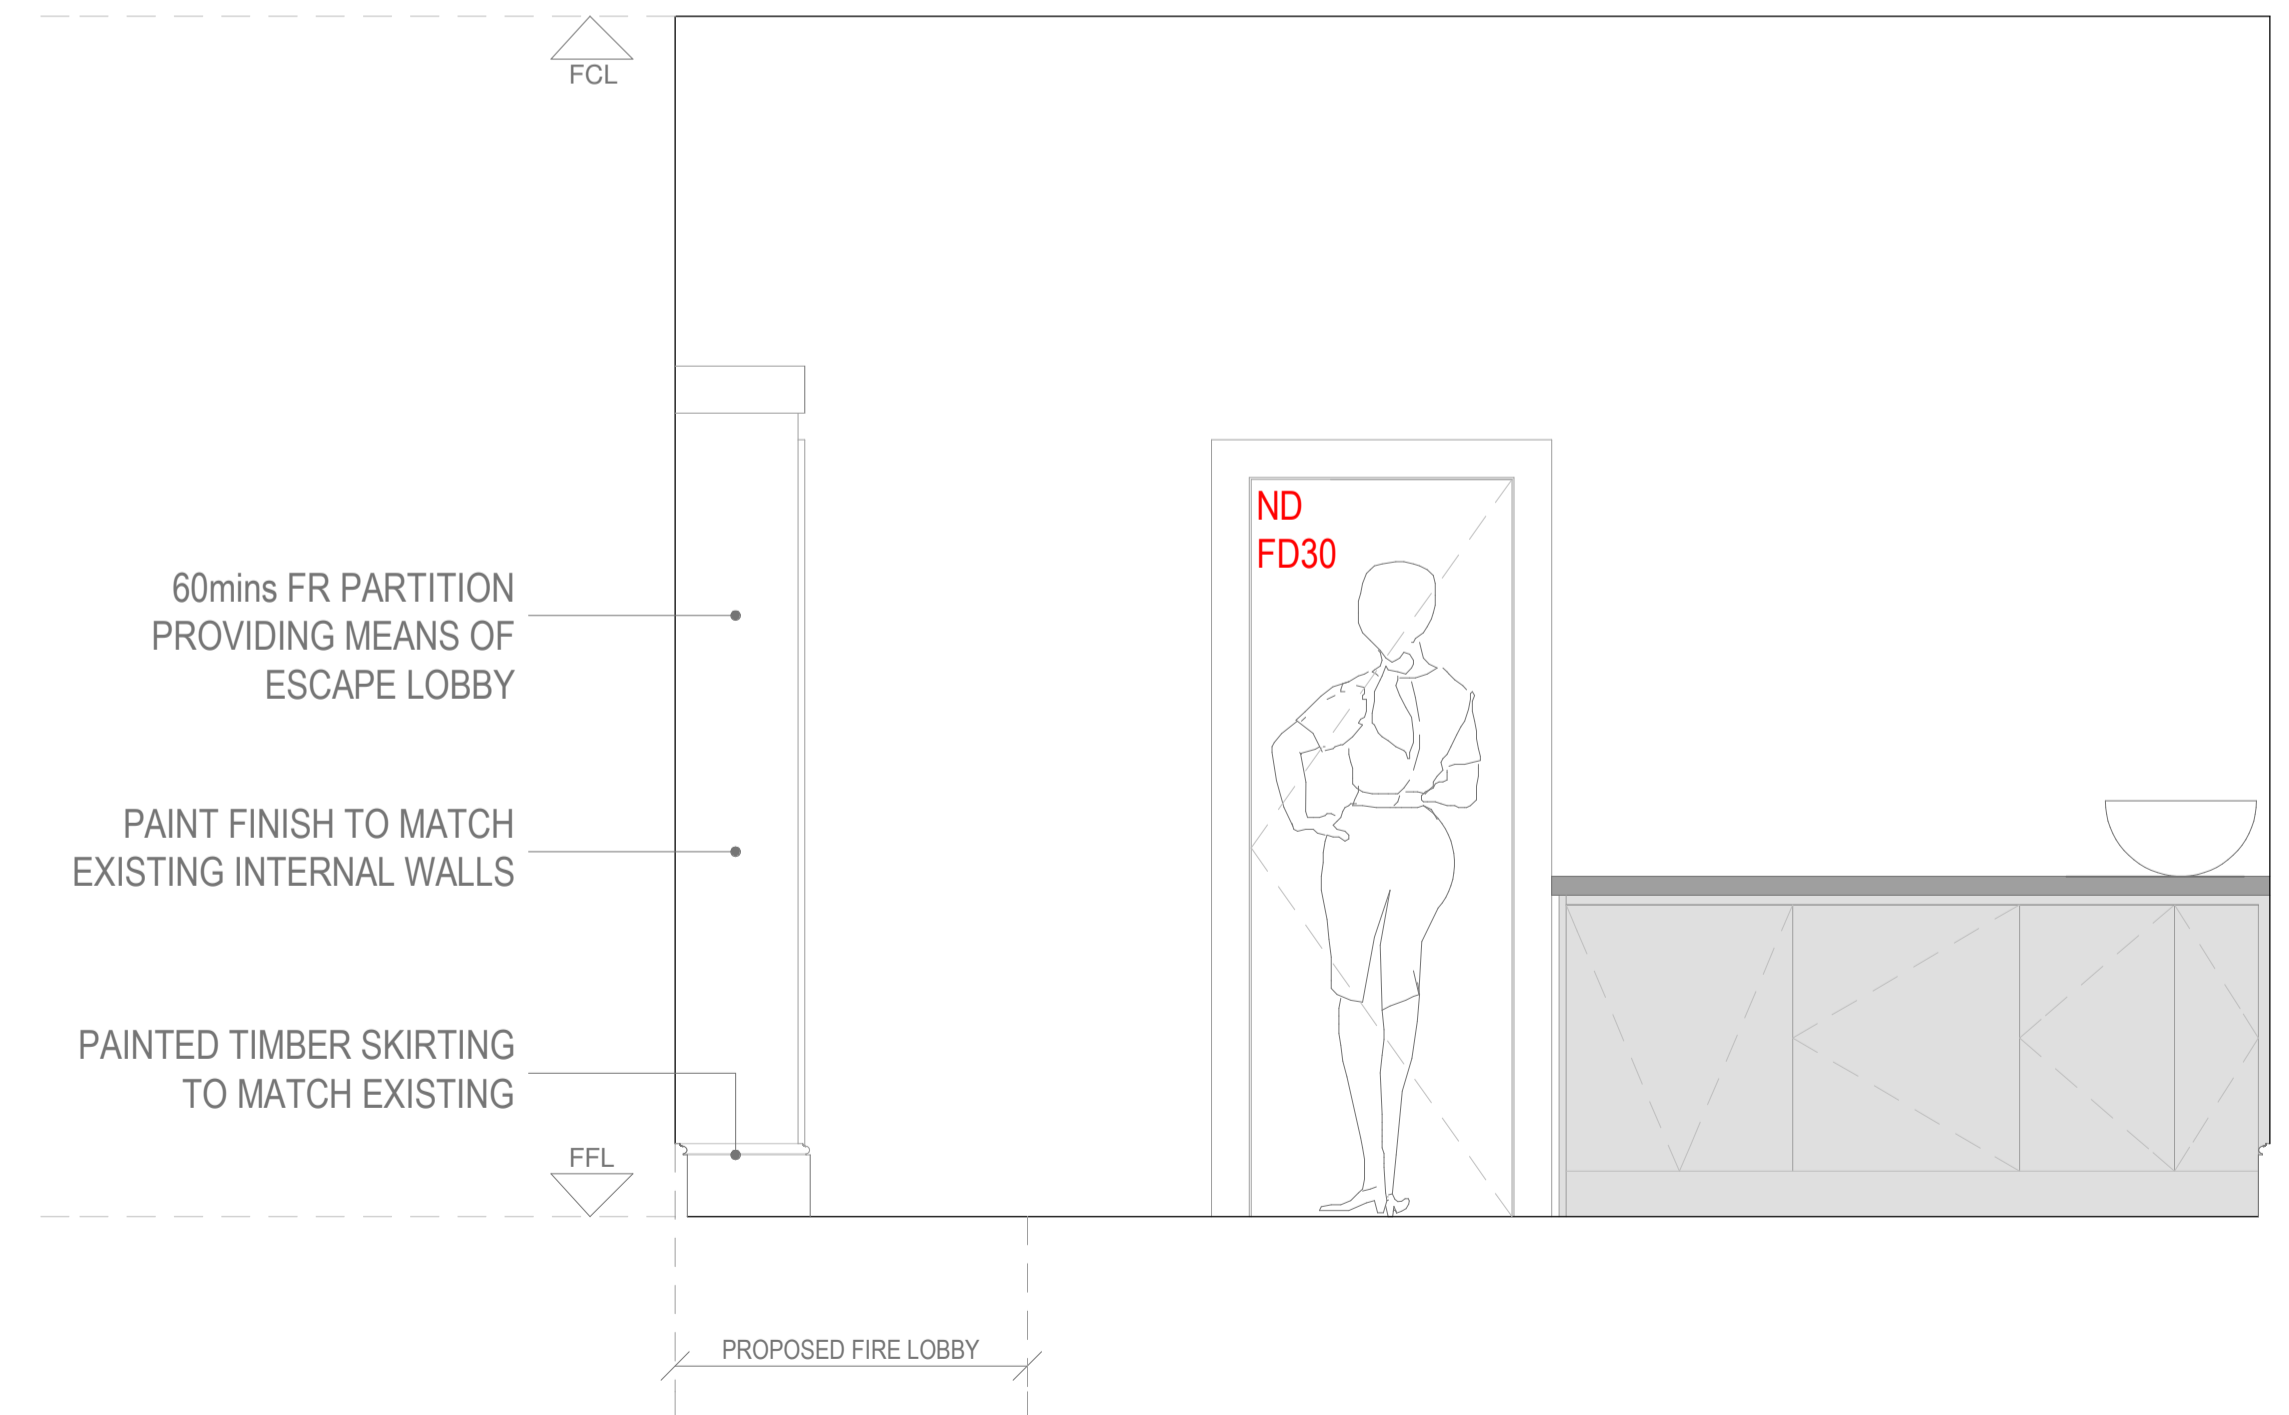 FCL
ND
FD30
60mins FR PARTITION
PROVIDING MEANS OF
ESCAPE LOBBY
PAINT FINISH TO MATCH
EXISTING INTERNAL WALLS
PAINTED TIMBER SKIRTING
TO MATCH EXISTING
FFL
PROPOSED FIRE LOBBY